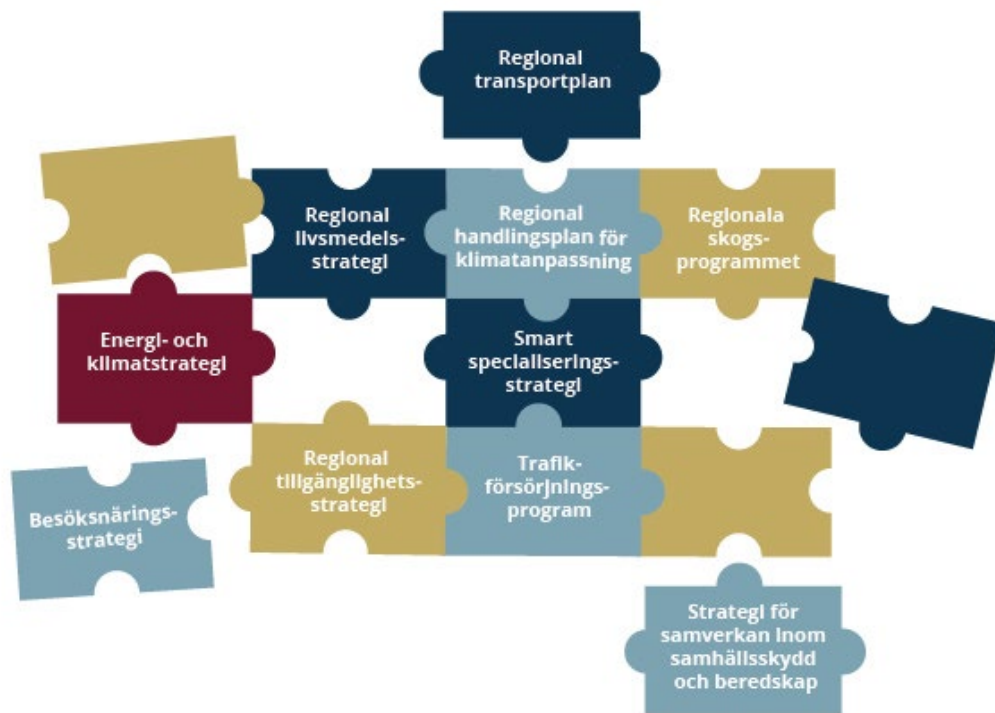 Regional
transportplan
Regional
livsmedels-
strategi
Regional
handlingsplan för
klimatanpassning
Regionala
skogs-
programmet
Energi- och
klimatstrategi
Smart
specialiserings-
strategi
Regional
tillgänglighets-
strategi
Trafik-
försörjnings-
program
Besöksnärings-
strategi
Strategi för
samverkan inom
samhällsskydd
och beredskap